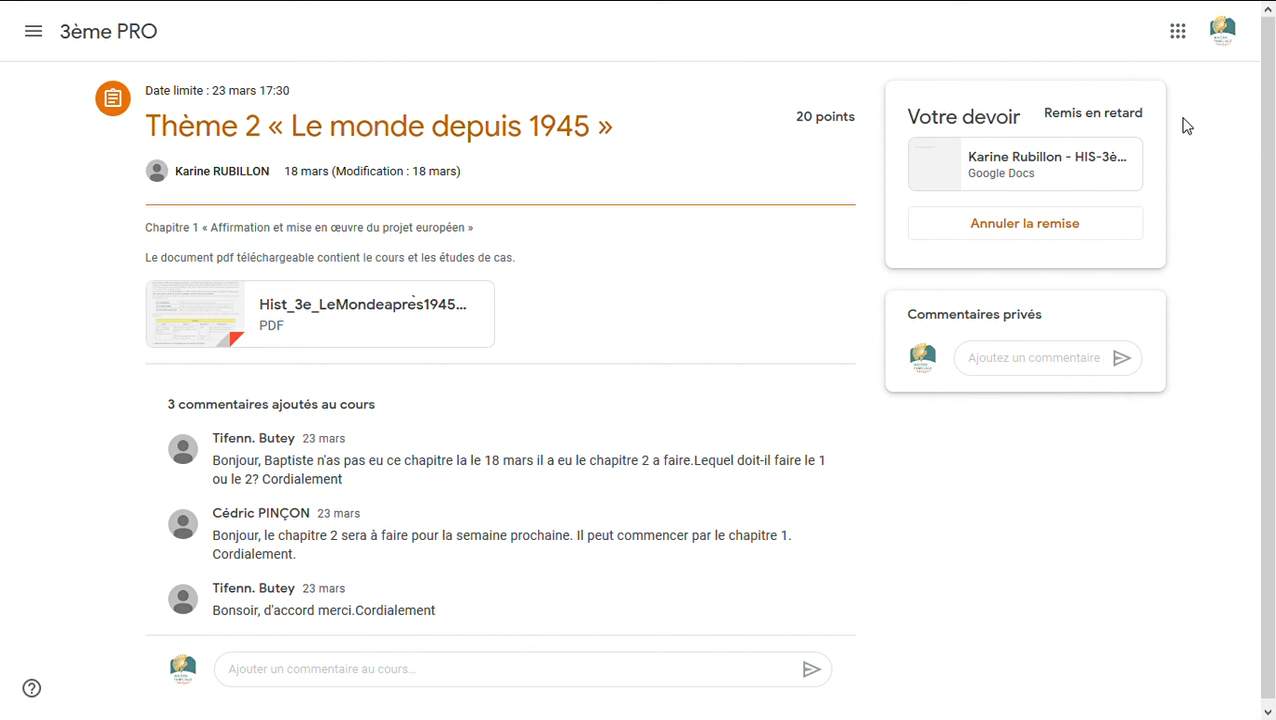 3ème PRO
Date limite : 23 mars 17:30
Thème 2 « Le monde depuis 1945 »
20 points
Karine RUBILLON 18 mars (Modification : 18 mars)
Chapitre 1 « Affirmation et mise en œuvre du projet européen »
Le document pdf téléchargeable contient le cours et les études de cas.
Hist_3e_LeMondeaprès1945...
PDF
3 commentaires ajoutés au cours
Tifenn. Butey 23 mars
Bonjour, Baptiste n'as pas eu ce chapitre la le 18 mars il a eu le chapitre 2 a faire.Lequel doit-il faire le 1
ou le 2? Cordialement
Cédric PINÇON 23 mars
Bonjour, le chapitre 2 sera à faire pour la semaine prochaine. Il peut commencer par le chapitre 1.
Cordialement.
Tifenn. Butey 23 mars
Bonsoir, d'accord merci.Cordialement
Ajouter un commentaire au cours...
Votre devoir Remis en retard
Karine Rubillon - HIS-3è...
Google Docs
Annuler la remise
Commentaires privés
Ajoutez un commentaire